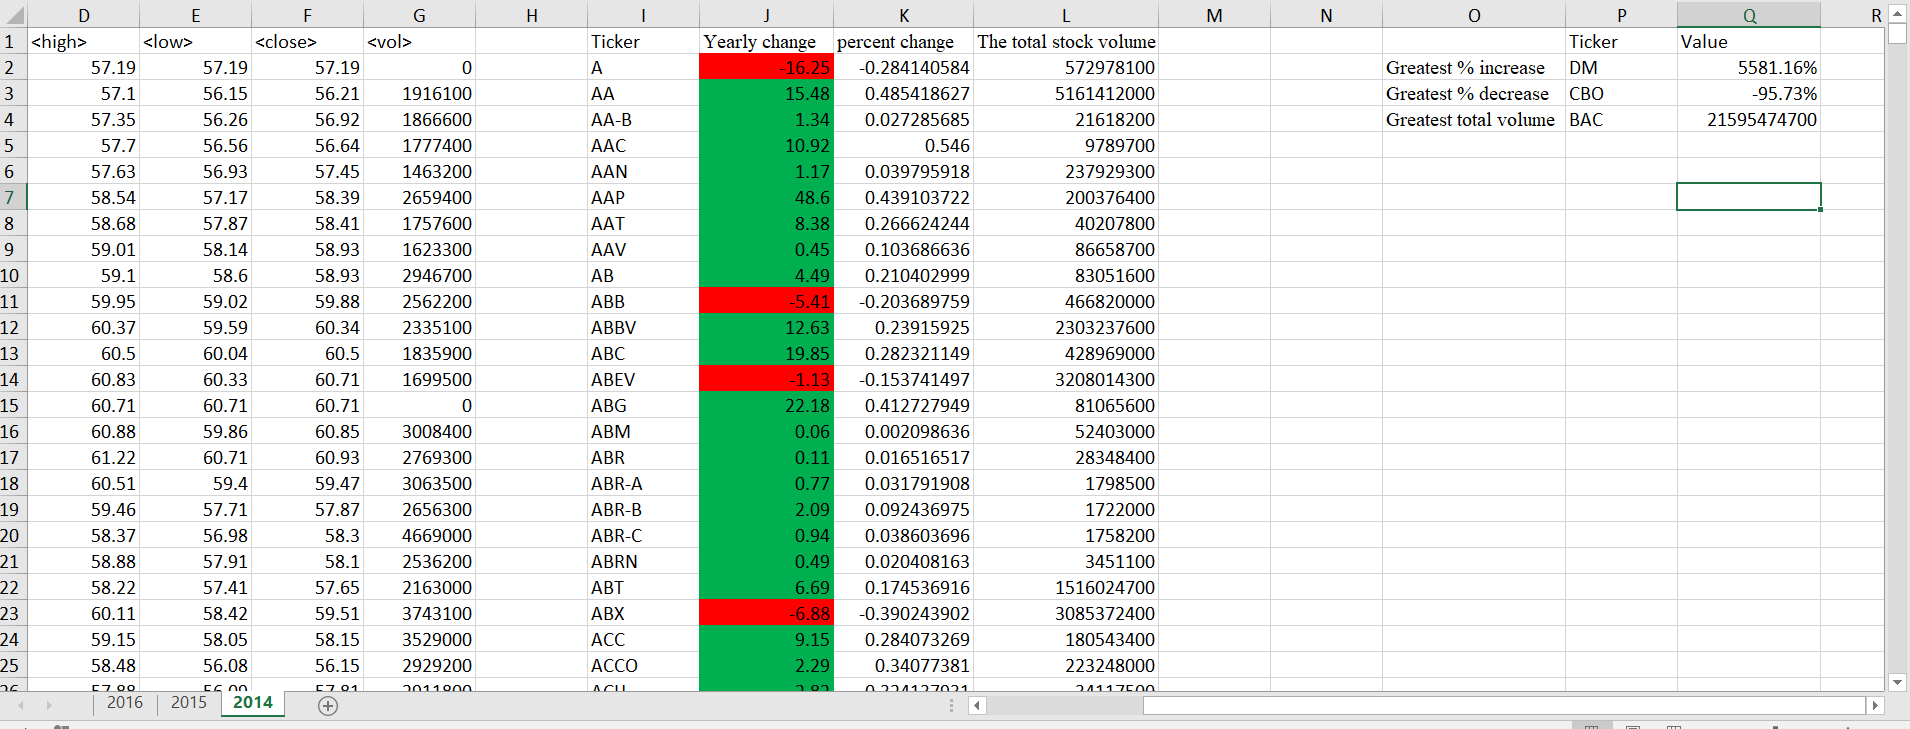 D E F G H I J K L M N O P Q R
1 <high> <low> <close> <vol> Ticker Yearly change percent change The total stock volume Ticker Value
2 57.19 57.19 57.19 0 A -16.25 -0.284140584 572978100 Greatest % increase DM 5581.16%
3 57.1 56.15 56.21 1916100 AA 15.48 0.485418627 5161412000 Greatest % decrease CBO -95.73%
4 57.35 56.26 56.92 1866600 AA-B 1.34 0.027285685 21618200 Greatest total volume BAC 21595474700
5 57.7 56.56 56.64 1777400 AAC 10.92 0.546 9789700
6 57.63 56.93 57.45 1463200 AAN 1.17 0.039795918 237929300
7 58.54 57.17 58.39 2659400 AAP 48.6 0.439103722 200376400
8 58.68 57.87 58.41 1757600 AAT 8.38 0.266624244 40207800
9 59.01 58.14 58.93 1623300 AAV 0.45 0.103686636 86658700
10 59.1 58.6 58.93 2946700 AB 4.49 0.210402999 83051600
11 59.95 59.02 59.88 2562200 ABB -5.41 -0.203689759 466820000
12 60.37 59.59 60.34 2335100 ABBV 12.63 0.23915925 2303237600
13 60.5 60.04 60.5 1835900 ABC 19.85 0.282321149 428969000
14 60.83 60.33 60.71 1699500 ABEV -1.13 -0.153741497 3208014300
15 60.71 60.71 60.71 0 ABG 22.18 0.412727949 81065600
16 60.88 59.86 60.85 3008400 ABM 0.06 0.002098636 52403000
17 61.22 60.71 60.93 2769300 ABR 0.11 0.016516517 28348400
18 60.51 59.4 59.47 3063500 ABR-A 0.77 0.031791908 1798500
19 59.46 57.71 57.87 2656300 ABR-B 2.09 0.092436975 1722000
20 58.37 56.98 58.3 4669000 ABR-C 0.94 0.038603696 1758200
21 58.88 57.91 58.1 2536200 ABRN 0.49 0.020408163 3451100
22 58.22 57.41 57.65 2163000 ABT 6.69 0.174536916 1516024700
23 60.11 58.42 59.51 3743100 ABX -6.88 -0.390243902 3085372400
24 59.15 58.05 58.15 3529000 ACC 9.15 0.284073269 180543400
25 58.48 56.08 56.15 2929200 ACCO 2.29 0.34077381 223248000
2016 2015 2014